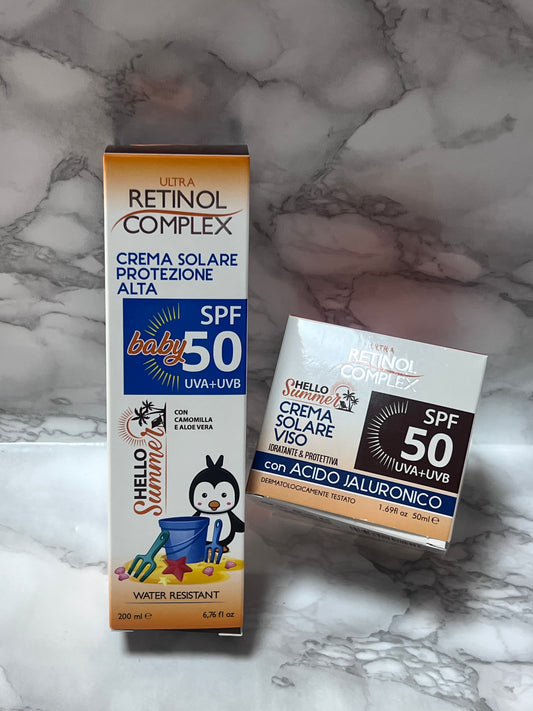 ULTRA
RETINOL
COMPLEX
CREMA SOLARE
PROTEZIONE
ALTA
SPF
baby 50
UVA+UVB
HELLO
Summer
CON
CAMOMILLA
E ALOE VERA
WATER RESISTANT
200 ml e 6,76 fl oz
ULTRA
RETINOL
COMPLEX
HELLO
Summer
CREMA
SOLARE
VISO
IDRATANTE & PROTETTIVA
SPF
50
UVA+UVB
con ACIDO JALURONICO
DERMATOLOGICAMENTE TESTATO
1.69fl oz 50ml e